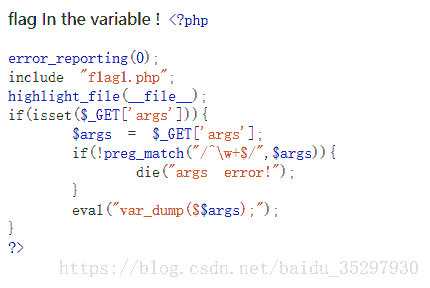 flag In the variable ! <?php
error_reporting(0);
include "flag1.php";
highlight_file(__file__);
if(isset($_GET['args'])){
$args = $_GET['args'];
if(!preg_match("/^\w+$/",$args)){
die("args error!");
}
eval("var_dump($$args);");
}
?>
https://blog.csdn.net/baidu_35297930